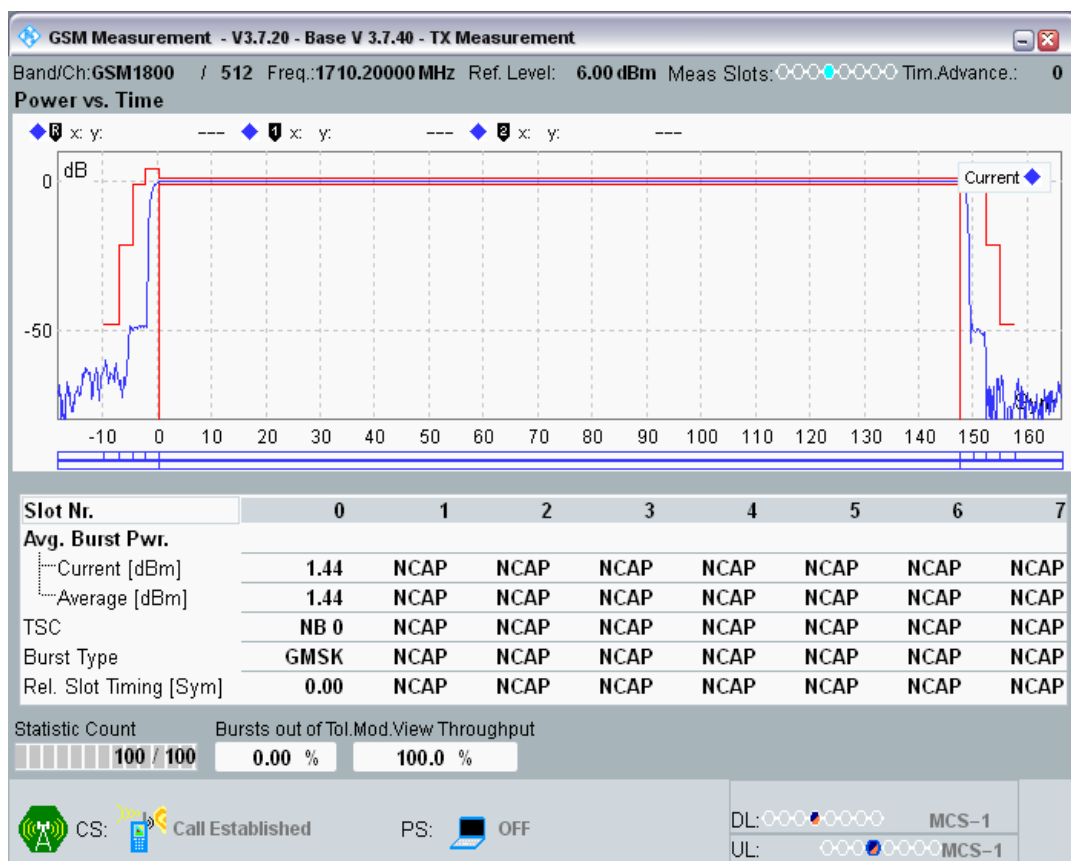 GSM Measurement - V3.7.20 - Base V 3.7.40 - TX Measurement
Band/Ch:GSM1800 / 512 Freq.:1710.20000 MHz Ref. Level: 6.00 dBm Meas Slots: Tim.Advance.: 0
Power vs. Time
R x: y: --- 1 x: y: --- 2 x: y: ---
dB
Current
0
-50
-10 0 10 20 30 40 50 60 70 80 90 100 110 120 130 140 150 160
Slot Nr. 0 1 2 3 4 5 6 7
Avg. Burst Pwr.
Current [dBm] 1.44 NCAP NCAP NCAP NCAP NCAP NCAP NCAP
Average [dBm] 1.44 NCAP NCAP NCAP NCAP NCAP NCAP NCAP
TSC NB 0 NCAP NCAP NCAP NCAP NCAP NCAP NCAP
Burst Type GMSK NCAP NCAP NCAP NCAP NCAP NCAP NCAP
Rel. Slot Timing [Sym] 0.00 NCAP NCAP NCAP NCAP NCAP NCAP NCAP
Statistic Count Bursts out of Tol. Mod.View Throughput
100 / 100 0.00 % 100.0 %
CS: Call Established PS: OFF
DL: MCS-1
UL: MCS-1